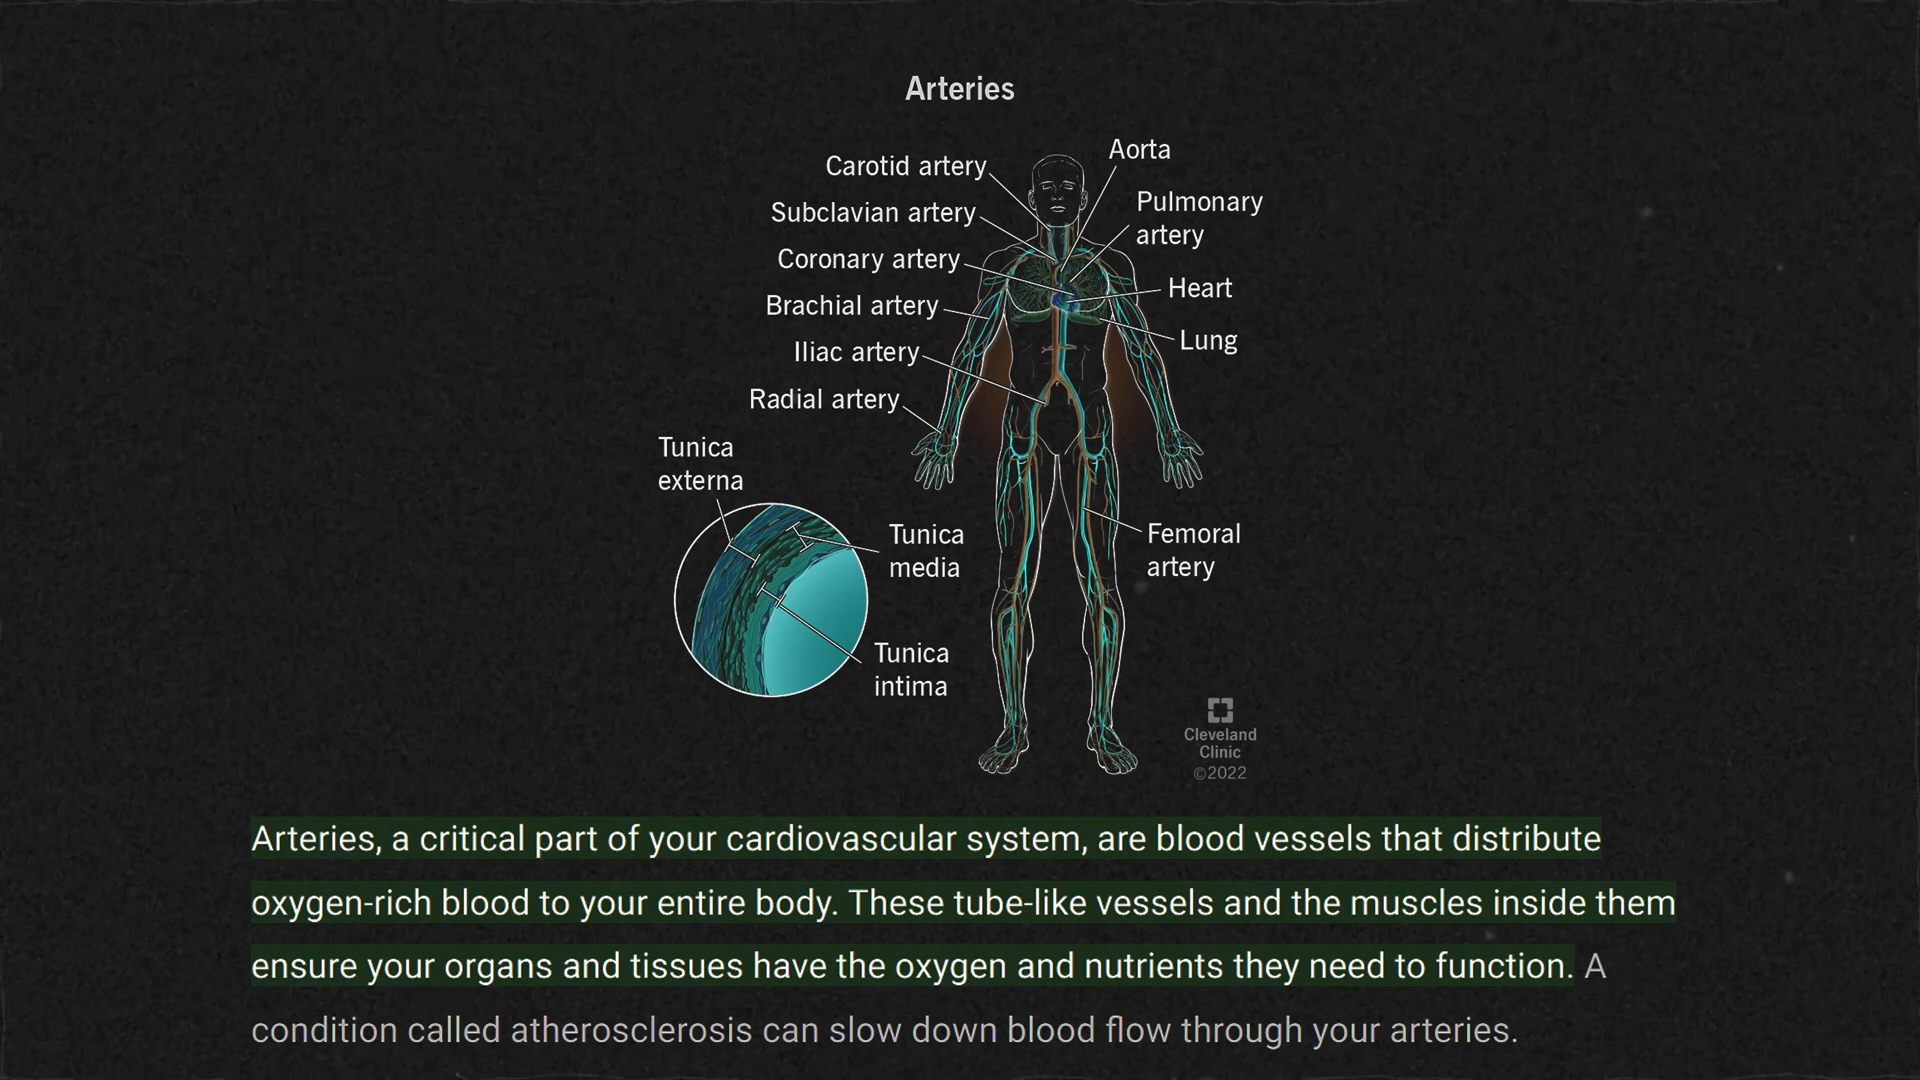 Arteries
Carotid artery
Subclavian artery
Coronary artery
Brachial artery
Iliac artery
Radial artery
Aorta
Pulmonary
artery
Heart
Lung
Tunica
externa
Tunica
media
Tunica
intima
Femoral
artery
Cleveland
Clinic
©2022
Arteries, a critical part of your cardiovascular system, are blood vessels that distribute
oxygen-rich blood to your entire body. These tube-like vessels and the muscles inside them
ensure your organs and tissues have the oxygen and nutrients they need to function. A
condition called atherosclerosis can slow down blood flow through your arteries.